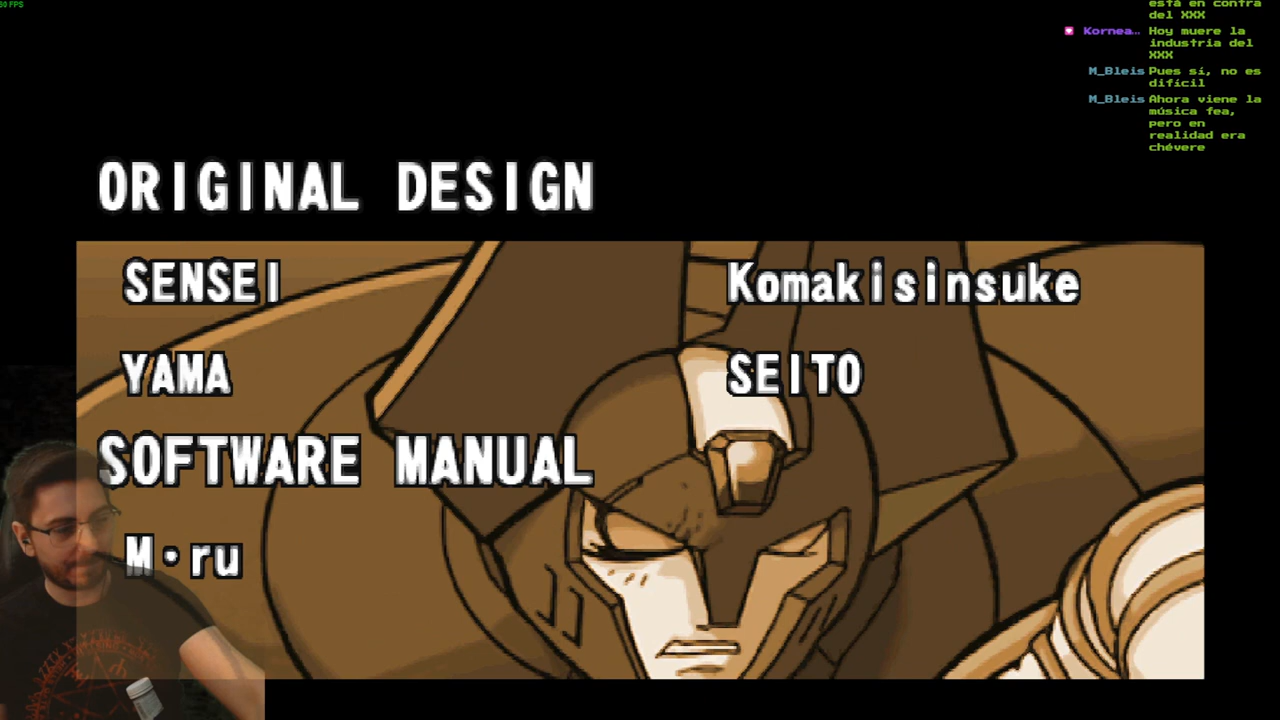 60 FPS
está en contra
del XXX
Kornea… Hoy muere la
industria del
XXX
M_Bleis Pues sí, no es
difícil
M_Bleis Ahora viene la
música fea,
pero en
realidad era
chévere
ORIGINAL DESIGN
SENSEI Komakisinsuke
YAMA SEITO
SOFTWARE MANUAL
M・ru